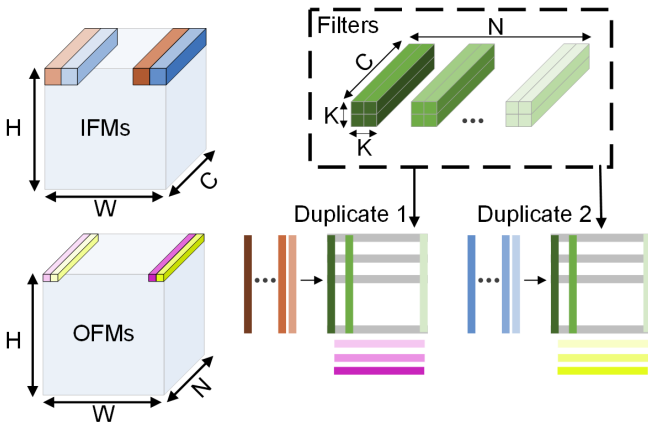 H
IFMs
W
C
H
OFMs
W
N
Filters
N
C
K
K
Duplicate 1
Duplicate 2